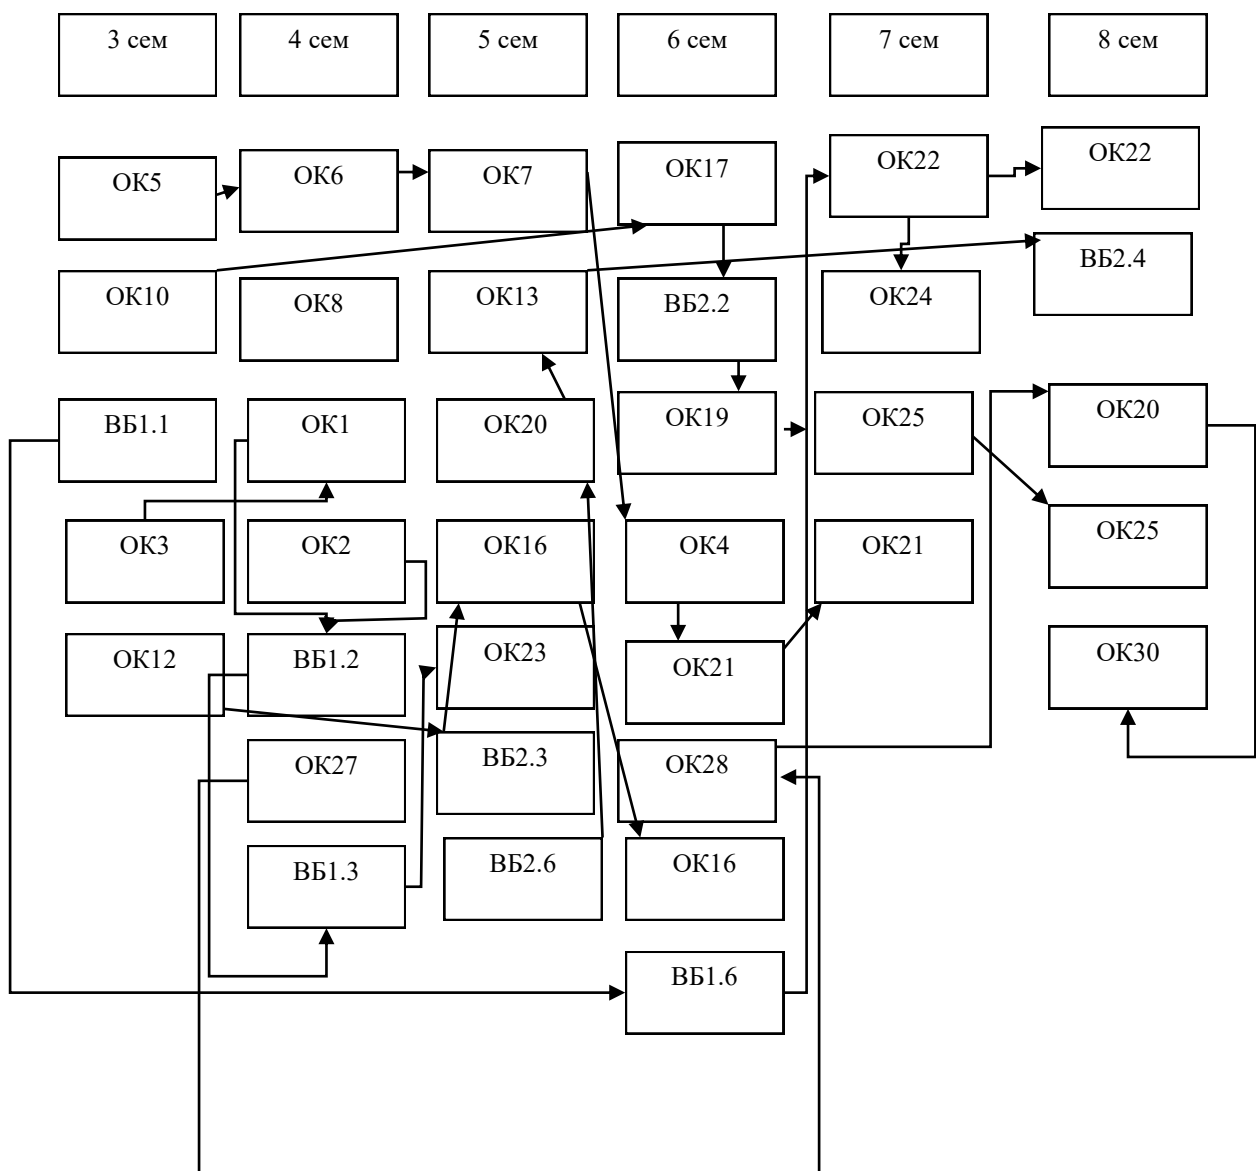 3 сем
4 сем
5 сем
6 сем
7 сем
8 сем
ОК5
ОК6
ОК7
ОК17
ОК22
ОК22
ОК10
ОК8
ОК13
ВБ2.2
ОК24
ВБ2.4
ВБ1.1
ОК1
ОК20
ОК19
ОК25
ОК20
ОК3
ОК2
ОК16
ОК4
ОК21
ОК25
ОК12
ВБ1.2
ОК23
ОК21
ОК30
ОК27
ВБ2.3
ОК28
ВБ1.3
ВБ2.6
ОК16
ВБ1.6